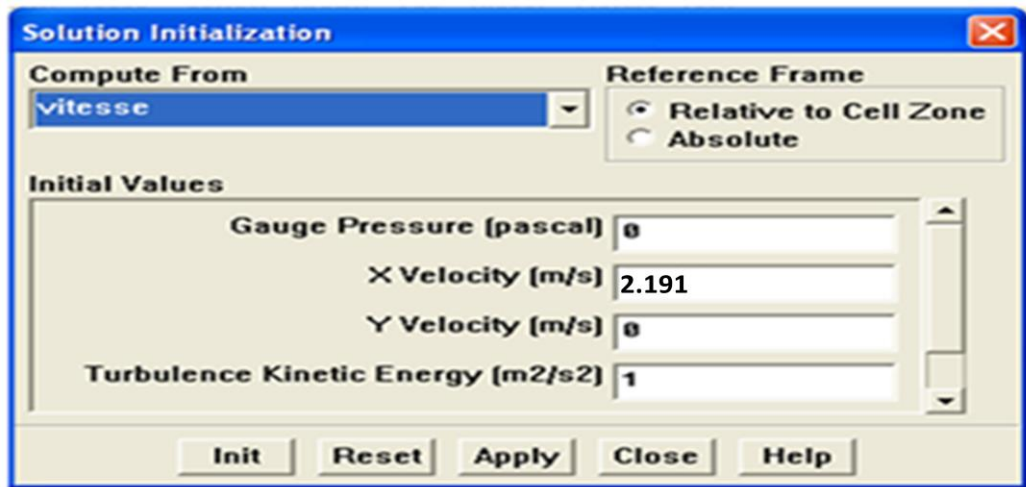 Solution Initialization
Compute From
vitesse
Reference Frame
Relative to Cell Zone
Absolute
Initial Values
Gauge Pressure (pascal) 0
X Velocity (m/s) 2.191
Y Velocity (m/s) 0
Turbulence Kinetic Energy (m2/s2) 1
Init Reset Apply Close Help